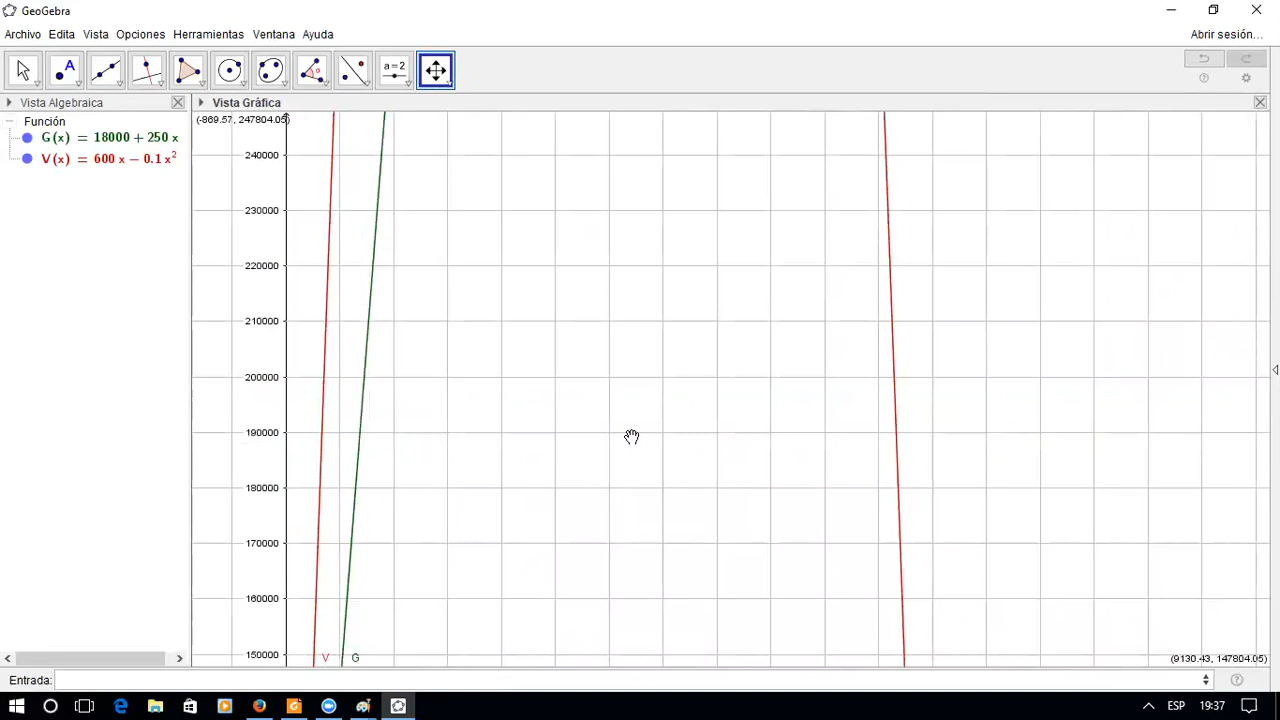 GeoGebra
Archivo Edita Vista Opciones Herramientas Ventana Ayuda
Abrir sesión...
A
a=2
Vista Algebraica
Vista Gráfica
Función
G(x) = 18000 + 250 x
V(x) = 600 x − 0.1 x²
(-869.57, 247804.05)
240000
230000
220000
210000
200000
190000
180000
170000
160000
150000
V G
(9130.43, 147804.05)
Entrada:
ESP 19:37